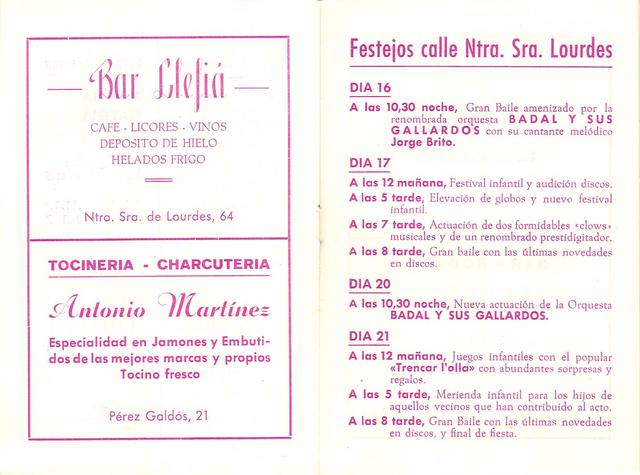 Bar Llefiá
CAFE - LICORES - VINOS
DEPOSITO DE HIELO
HELADOS FRIGO
Ntra. Sra. de Lourdes, 64
TOCINERIA - CHARCUTERIA
Antonio Martínez
Especialidad en Jamones y Embuti-
dos de las mejores marcas y propios
Tocino fresco
Pérez Galdós, 21
Festejos calle Ntra. Sra. Lourdes
DIA 16
A las 10,30 noche, Gran Baile amenizado por la
renombrada orquesta BADAL Y SUS
GALLARDOS con su cantante melódico
Jorge Brito.
DIA 17
A las 12 mañana, Festival infantil y audición discos.
A las 5 tarde, Elevación de globos y nuevo festival
infantil.
A las 7 tarde, Actuación de dos formidables «clows»
musicales y de un renombrado prestidigitador.
A las 8 tarde, Gran baile con las últimas novedades
en discos.
DIA 20
A las 10,30 noche, Nueva actuación de la Orquesta
BADAL Y SUS GALLARDOS.
DIA 21
A las 12 mañana, Juegos infantiles con el popular
«Trencar l'olla» con abundantes sorpresas y
regalos.
A las 5 tarde, Merienda infantil para los hijos de
aquellos vecinos que han contribuído al acto.
A las 8 tarde, Gran Baile con las últimas novedades
en discos, y final de fiesta.